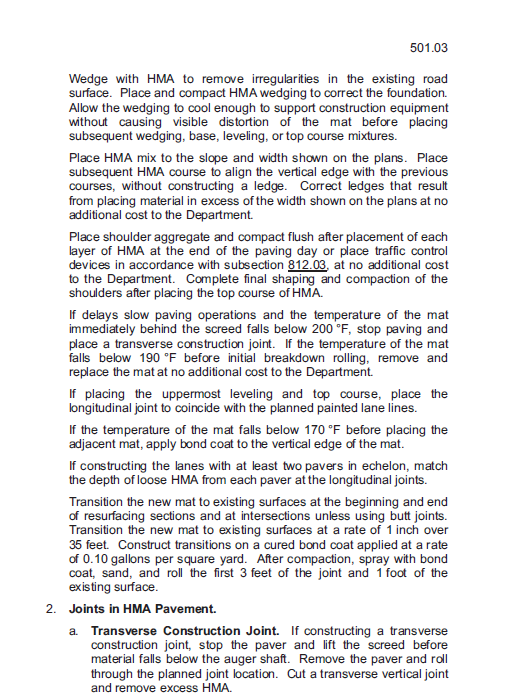 501.03
Wedge with HMA to remove irregularities in the existing road
surface. Place and compact HMA wedging to correct the foundation.
Allow the wedging to cool enough to support construction equipment
without causing visible distortion of the mat before placing
subsequent wedging, base, leveling, or top course mixtures.
Place HMA mix to the slope and width shown on the plans. Place
subsequent HMA course to align the vertical edge with the previous
courses, without constructing a ledge. Correct ledges that result
from placing material in excess of the width shown on the plans at no
additional cost to the Department.
Place shoulder aggregate and compact flush after placement of each
layer of HMA at the end of the paving day or place traffic control
devices in accordance with subsection 812.03, at no additional cost
to the Department. Complete final shaping and compaction of the
shoulders after placing the top course of HMA.
If delays slow paving operations and the temperature of the mat
immediately behind the screed falls below 200 °F, stop paving and
place a transverse construction joint. If the temperature of the mat
falls below 190 °F before initial breakdown rolling, remove and
replace the mat at no additional cost to the Department.
If placing the uppermost leveling and top course, place the
longitudinal joint to coincide with the planned painted lane lines.
If the temperature of the mat falls below 170 °F before placing the
adjacent mat, apply bond coat to the vertical edge of the mat.
If constructing the lanes with at least two pavers in echelon, match
the depth of loose HMA from each paver at the longitudinal joints.
Transition the new mat to existing surfaces at the beginning and end
of resurfacing sections and at intersections unless using butt joints.
Transition the new mat to existing surfaces at a rate of 1 inch over
35 feet. Construct transitions on a cured bond coat applied at a rate
of 0.10 gallons per square yard. After compaction, spray with bond
coat, sand, and roll the first 3 feet of the joint and 1 foot of the
existing surface.
2. Joints in HMA Pavement.
a. Transverse Construction Joint. If constructing a transverse
construction joint, stop the paver and lift the screed before
material falls below the auger shaft. Remove the paver and roll
through the planned joint location. Cut a transverse vertical joint
and remove excess HMA.